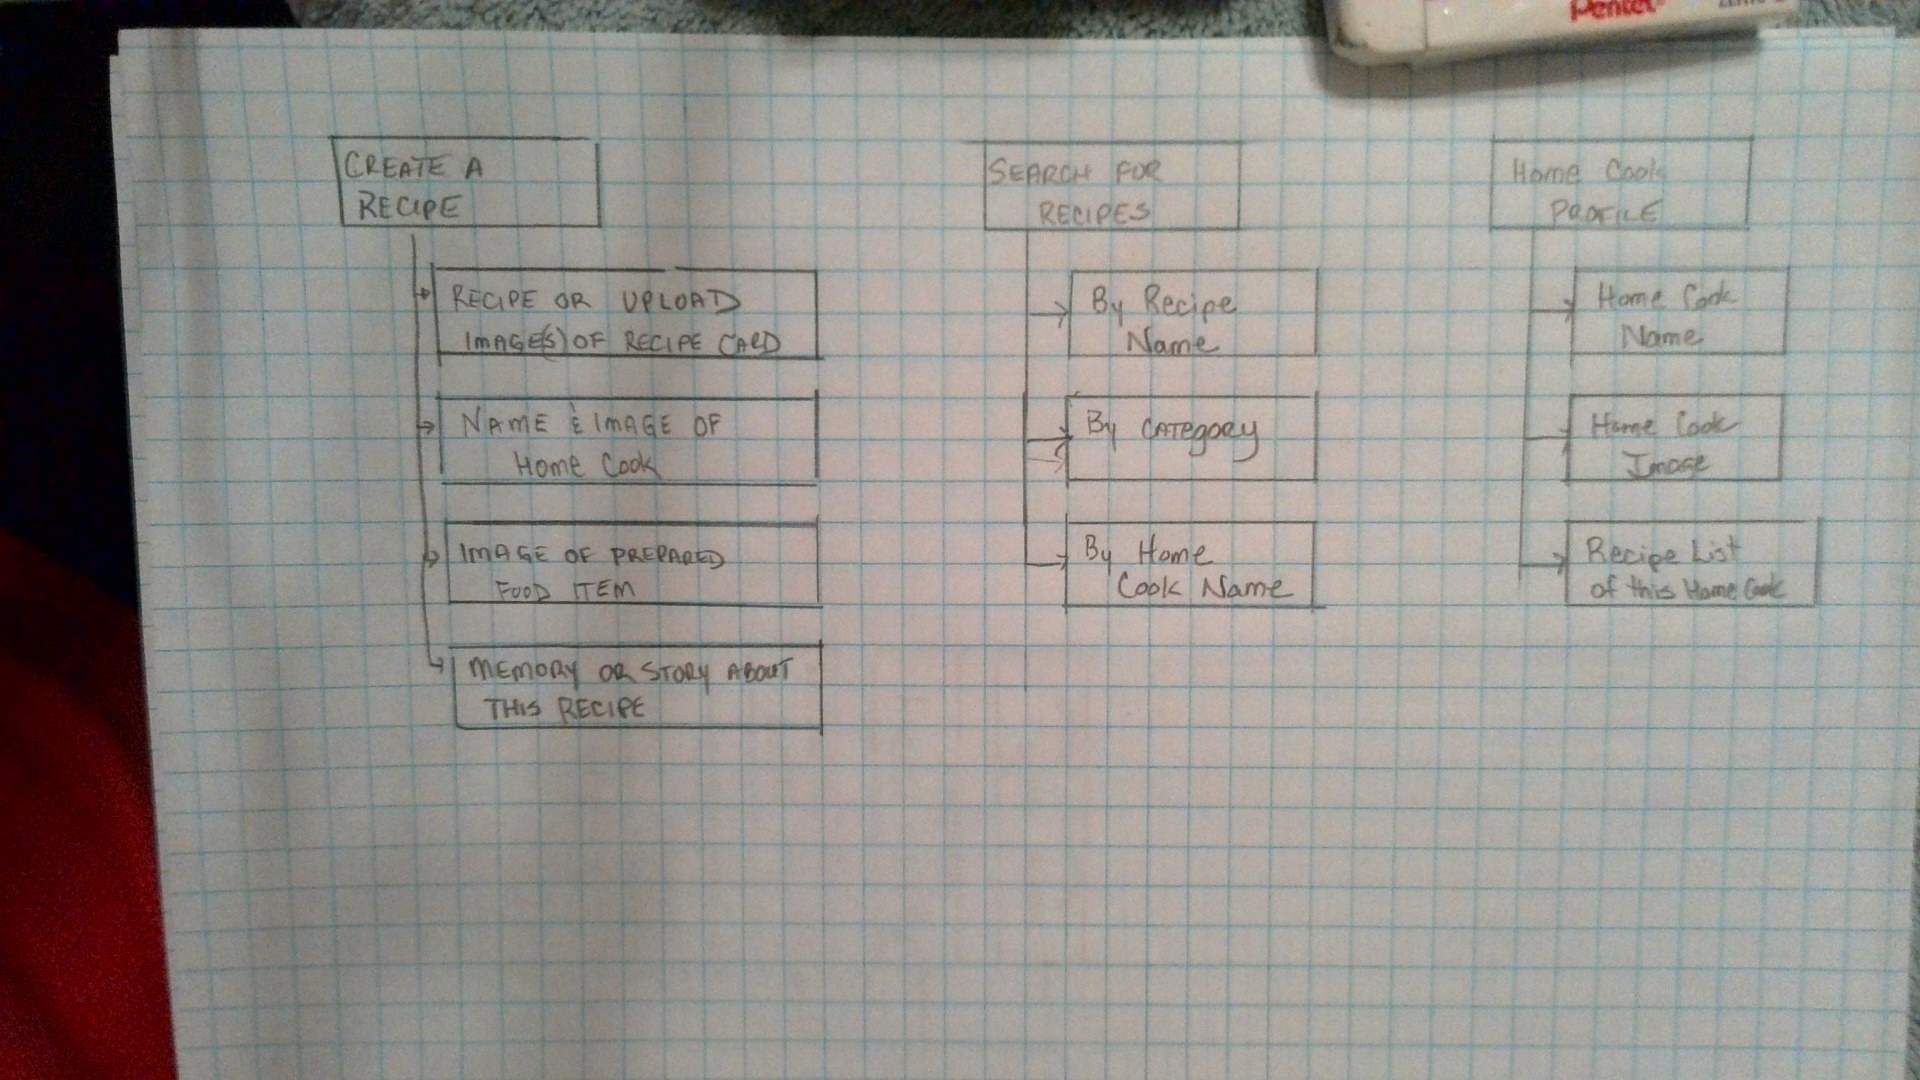 Pentel
CREATE A
RECIPE
RECIPE OR UPLOAD
IMAGE(S) OF RECIPE CARD
NAME & IMAGE OF
Home Cook
IMAGE OF PREPARED
FOOD ITEM
MEMORY OR STORY ABOUT
THIS RECIPE
SEARCH FOR
RECIPES
By Recipe
Name
By CATEGORY
By Home
Cook Name
Home Cook
PROFILE
Home Cook
Name
Home Cook
Image
Recipe List
of this Home Cook